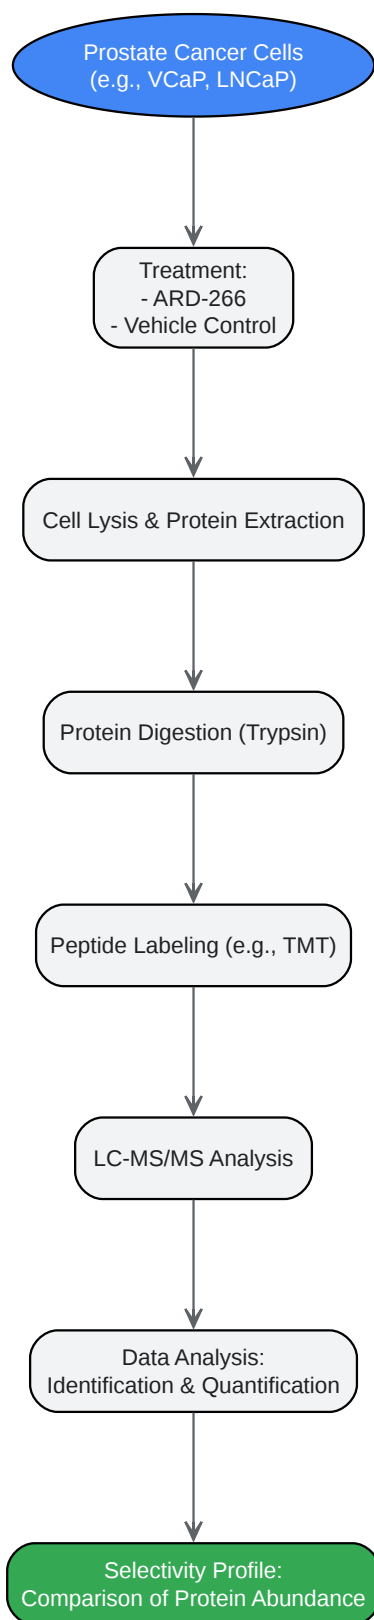 Prostate Cancer Cells
(e.g., VCaP, LNCaP)
Treatment:
- ARD-266
- Vehicle Control
Cell Lysis & Protein Extraction
Protein Digestion (Trypsin)
Peptide Labeling (e.g., TMT)
LC-MS/MS Analysis
Data Analysis:
Identification & Quantification
Selectivity Profile:
Comparison of Protein Abundance